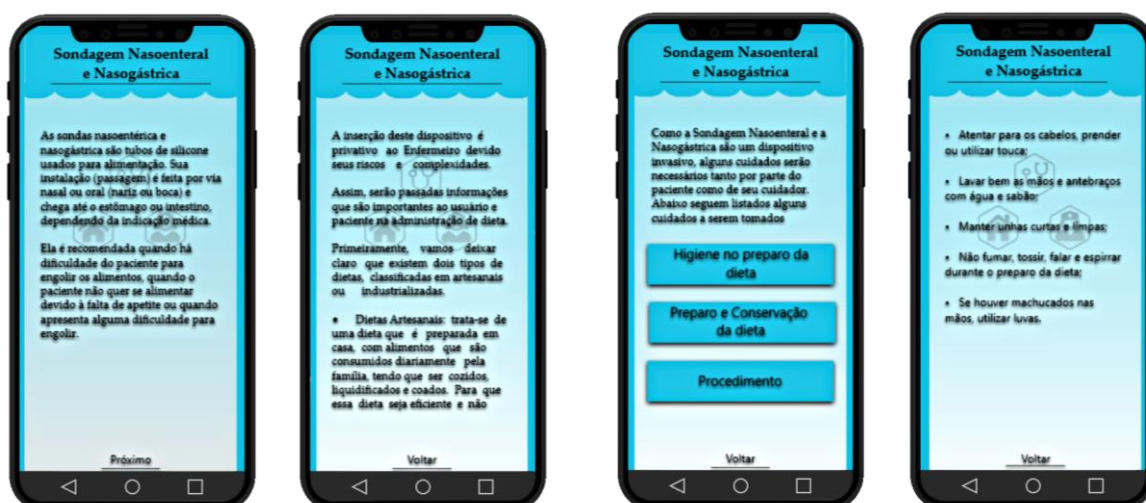 Sondagem Nasoenteral
e Nasogástrica
As sondas nasoentérica e
nasogástrica são tubos de silicone
usados para alimentação. Sua
instalação (passagem) é feita por via
nasal ou oral (nariz ou boca) e
chega até o estômago ou intestino,
dependendo da indicação médica.
Ela é recomendada quando há
dificuldade do paciente para
engolir os alimentos, quando o
paciente não quer se alimentar
devido à falta de apetite ou quando
apresenta alguma dificuldade para
engolir.
Próximo
Sondagem Nasoenteral
e Nasogástrica
A inserção deste dispositivo é
privativo ao Enfermeiro devido
seus riscos e complexidades.
Assim, serão passadas informações
que são importantes ao usuário e
paciente na administração de dieta.
Primeiramente, vamos deixar
claro que existem dois tipos de
dietas, classificadas em artesanais
ou industrializadas.
• Dietas Artesanais: trata-se de
uma dieta que é preparada em
casa, com alimentos que são
consumidos diariamente pela
família, tendo que ser cozidos,
liquidificados e coados. Para que
essa dieta seja eficiente e não
Voltar
Sondagem Nasoenteral
e Nasogástrica
Como a Sondagem Nasoenteral e a
Nasogástrica são um dispositivo
invasivo, alguns cuidados serão
necessários tanto por parte do
paciente como de seu cuidador.
Abaixo seguem listados alguns
cuidados a serem tomados
Higiene no preparo da
dieta
Preparo e Conservação
da dieta
Procedimento
Voltar
Sondagem Nasoenteral
e Nasogástrica
• Atentar para os cabelos, prender
ou utilizar touca;
• Lavar bem as mãos e antebraços
com água e sabão;
• Manter unhas curtas e limpas;
• Não fumar, tossir, falar e espirrar
durante o preparo da dieta;
• Se houver machucados nas
mãos, utilizar luvas.
Voltar